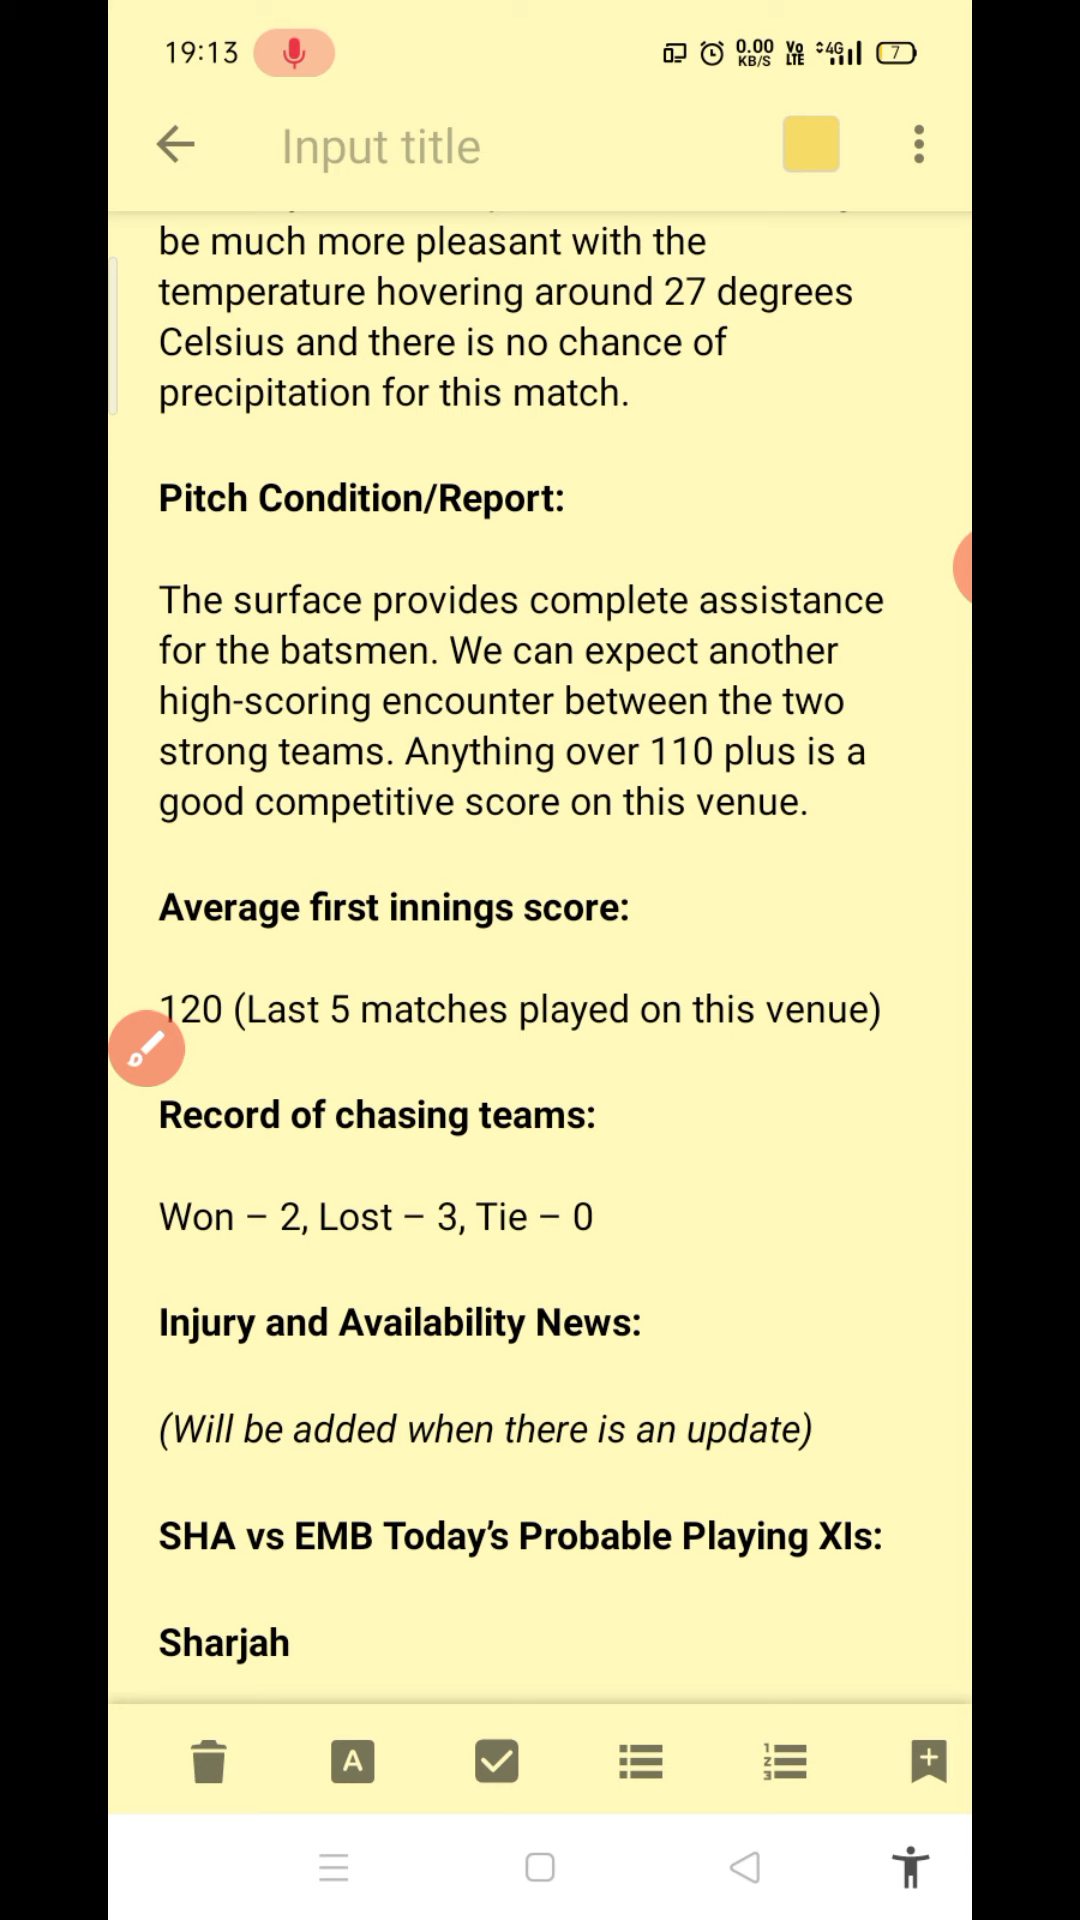 19:13
0.00 KB/S Vo LTE 4G 7
Input title
be much more pleasant with the
temperature hovering around 27 degrees
Celsius and there is no chance of
precipitation for this match.
Pitch Condition/Report:
The surface provides complete assistance
for the batsmen. We can expect another
high-scoring encounter between the two
strong teams. Anything over 110 plus is a
good competitive score on this venue.
Average first innings score:
120 (Last 5 matches played on this venue)
Record of chasing teams:
Won – 2, Lost – 3, Tie – 0
Injury and Availability News:
(Will be added when there is an update)
SHA vs EMB Today’s Probable Playing XIs:
Sharjah
A